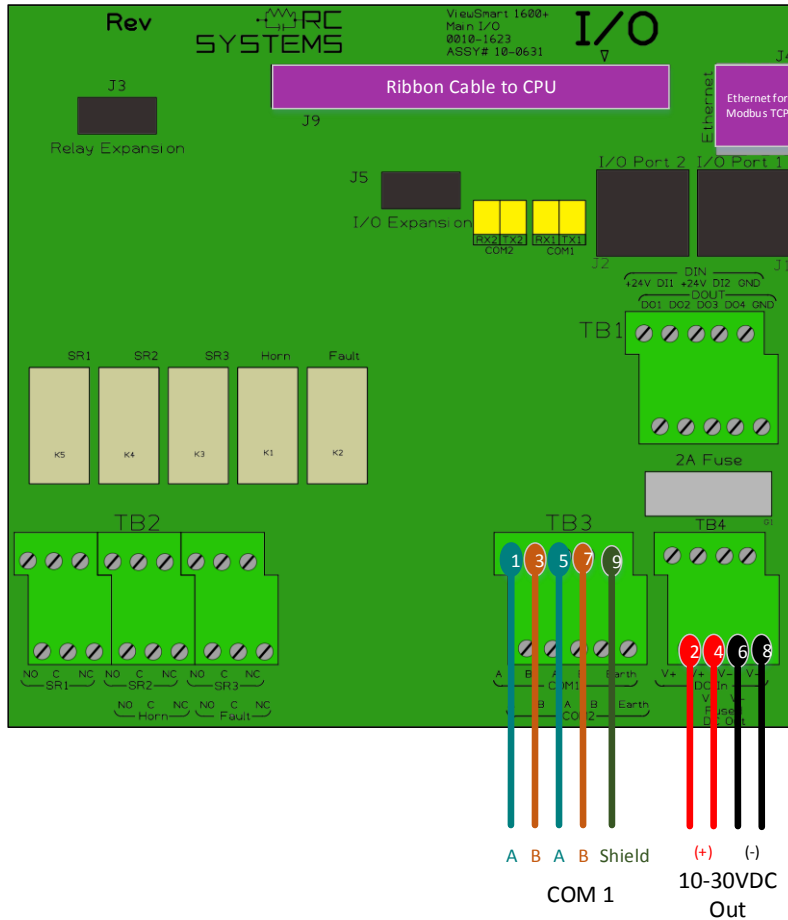 Rev
RC
SYSTEMS
ViewSmart 1600+
Main I/O
0010-1623
ASSY# 10-0631
I/O
J4
J3
Relay Expansion
Ribbon Cable to CPU
J9
Ethernet
Ethernet for
Modbus TCP
J5
I/O Expansion
RX2 TX2
COM2
RX1 TX1
COM1
I/O Port 2 I/O Port 1
J2
J1
DIN
+24V DI1 +24V DI2 GND
DOUT
DO1 DO2 DO3 DO4 GND
TB1
SR1 SR2 SR3 Horn Fault
K5 K4 K3 K1 K2
2A Fuse
TB2
TB3
TB4
1 3 5 7 9
2 4 6 8
NO C NC NO C NC NO C NC
SR1 SR2 SR3
NO C NC NO C NC
Horn Fault
A B A Earth
COM1
B A B Earth
COM2
V+ V+ V- V-
DC In
Fused
DC Out
A B A B Shield
COM 1
(+) (-)
10-30VDC
Out